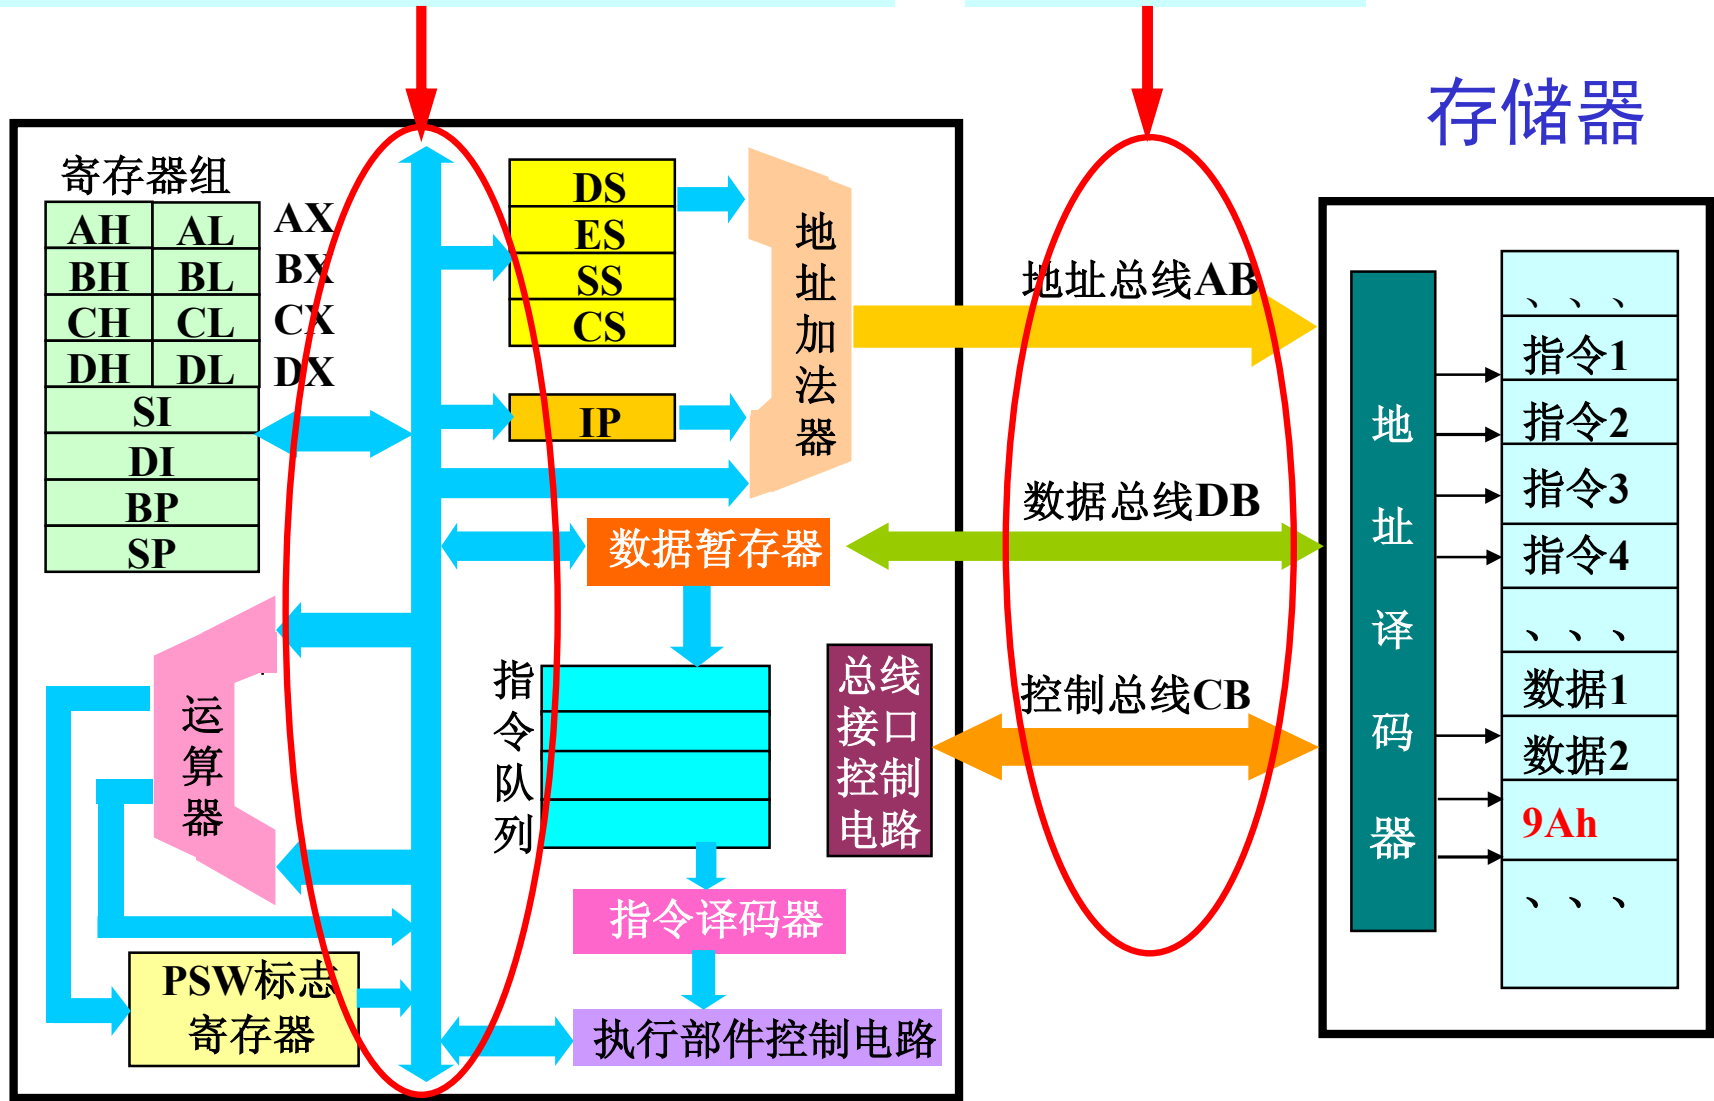 存储器
寄存器组
AH AL AX
BH BL BX
CH CL CX
DH DL DX
SI
DI
BP
SP
DS
ES
SS
CS
IP
地址加法器
地址总线AB
数据总线DB
控制总线CB
数据暂存器
指令队列
总线
接口
控制
电路
运算器
指令译码器
PSW标志
寄存器
执行部件控制电路
地址译码器
、、、
指令1
指令2
指令3
指令4
、、、
数据1
数据2
9Ah
、、、